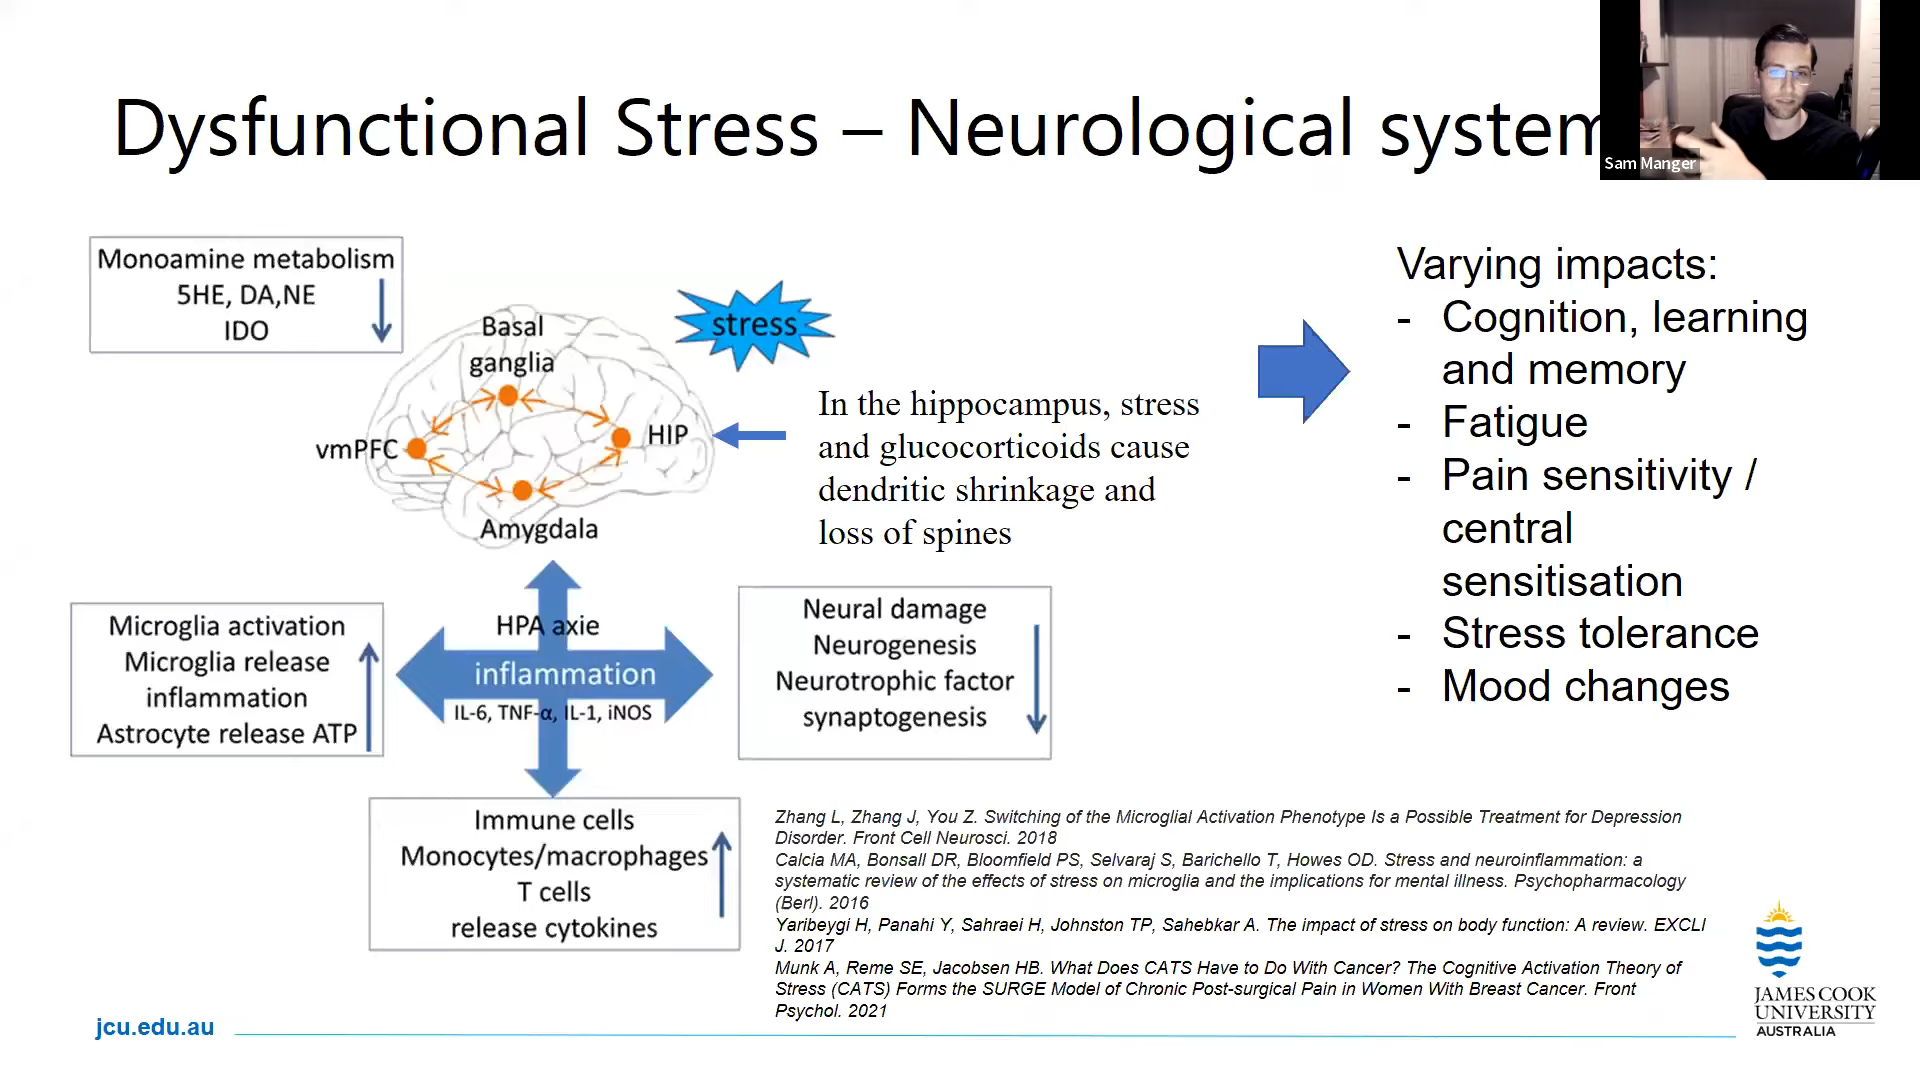 Dysfunctional Stress – Neurological system
Sam Manger
Monoamine metabolism
5HE, DA,NE
IDO
Basal
ganglia
stress
vmPFC
HIP
Amygdala
In the hippocampus, stress
and glucocorticoids cause
dendritic shrinkage and
loss of spines
Varying impacts:
- Cognition, learning
and memory
- Fatigue
- Pain sensitivity /
central
sensitisation
- Stress tolerance
- Mood changes
Microglia activation
Microglia release
inflammation
Astrocyte release ATP
HPA axie
inflammation
IL-6, TNF-α, IL-1, iNOS
Neural damage
Neurogenesis
Neurotrophic factor
synaptogenesis
Immune cells
Monocytes/macrophages
T cells
release cytokines
Zhang L, Zhang J, You Z. Switching of the Microglial Activation Phenotype Is a Possible Treatment for Depression
Disorder. Front Cell Neurosci. 2018
Calcia MA, Bonsall DR, Bloomfield PS, Selvaraj S, Barichello T, Howes OD. Stress and neuroinflammation: a
systematic review of the effects of stress on microglia and the implications for mental illness. Psychopharmacology
(Berl). 2016
Yaribeygi H, Panahi Y, Sahraei H, Johnston TP, Sahebkar A. The impact of stress on body function: A review. EXCLI
J. 2017
Munk A, Reme SE, Jacobsen HB. What Does CATS Have to Do With Cancer? The Cognitive Activation Theory of
Stress (CATS) Forms the SURGE Model of Chronic Post-surgical Pain in Women With Breast Cancer. Front
Psychol. 2021
jcu.edu.au
JAMES COOK
UNIVERSITY
AUSTRALIA